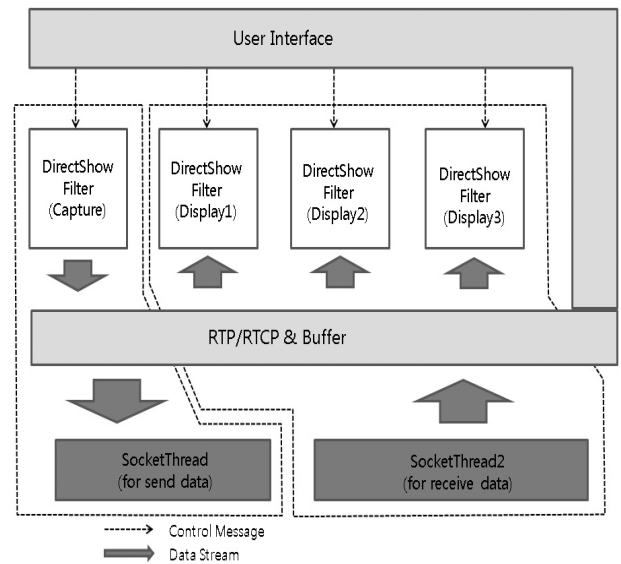 User Interface
DirectShow
Filter
(Capture)
DirectShow
Filter
(Display1)
DirectShow
Filter
(Display2)
DirectShow
Filter
(Display3)
RTP/RTCP & Buffer
SocketThread
(for send data)
SocketThread2
(for receive data)
Control Message
Data Stream